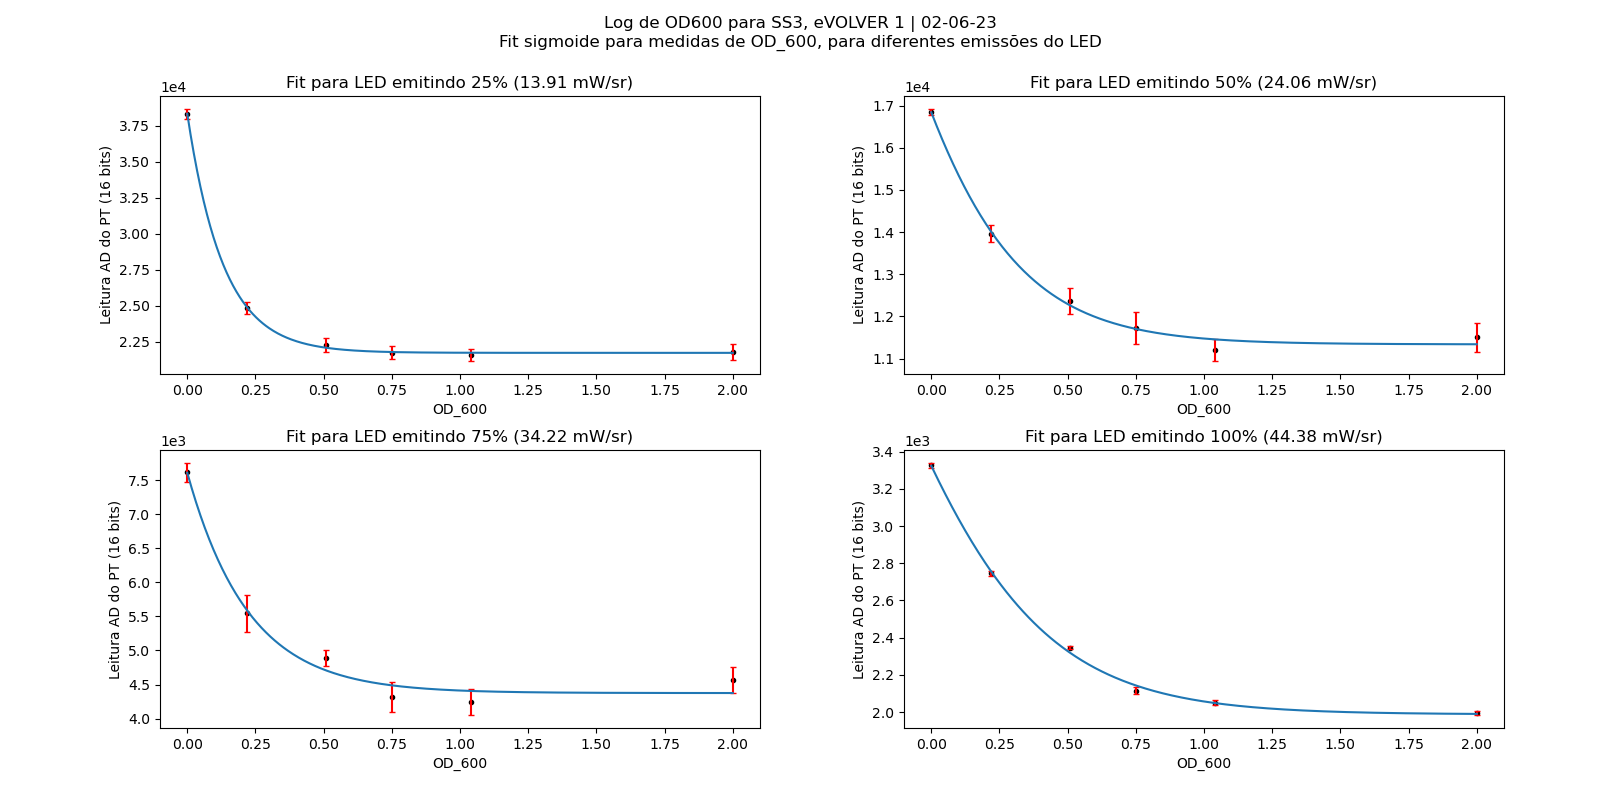 Log de OD600 para SS3, eVOLVER 1 | 02-06-23
Fit sigmoide para medidas de OD_600, para diferentes emissões do LED
Fit para LED emitindo 25% (13.91 mW/sr)
1e4
3.75
3.50
3.25
3.00
2.75
2.50
2.25
Leitura AD do PT (16 bits)
0.00 0.25 0.50 0.75 1.00 1.25 1.50 1.75 2.00
OD_600
Fit para LED emitindo 50% (24.06 mW/sr)
1e4
1.7
1.6
1.5
1.4
1.3
1.2
1.1
Leitura AD do PT (16 bits)
0.00 0.25 0.50 0.75 1.00 1.25 1.50 1.75 2.00
OD_600
Fit para LED emitindo 75% (34.22 mW/sr)
1e3
7.5
7.0
6.5
6.0
5.5
5.0
4.5
4.0
Leitura AD do PT (16 bits)
0.00 0.25 0.50 0.75 1.00 1.25 1.50 1.75 2.00
OD_600
Fit para LED emitindo 100% (44.38 mW/sr)
1e3
3.4
3.2
3.0
2.8
2.6
2.4
2.2
2.0
Leitura AD do PT (16 bits)
0.00 0.25 0.50 0.75 1.00 1.25 1.50 1.75 2.00
OD_600